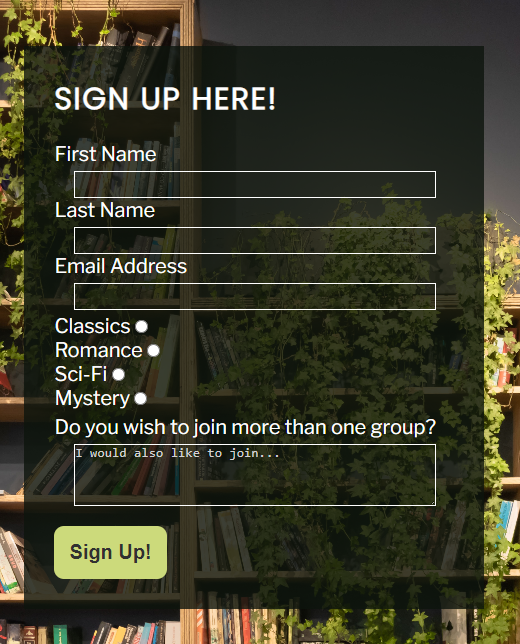 SIGN UP HERE!
First Name
Last Name
Email Address
Classics
Romance
Sci-Fi
Mystery
Do you wish to join more than one group?
I would also like to join...
Sign Up!